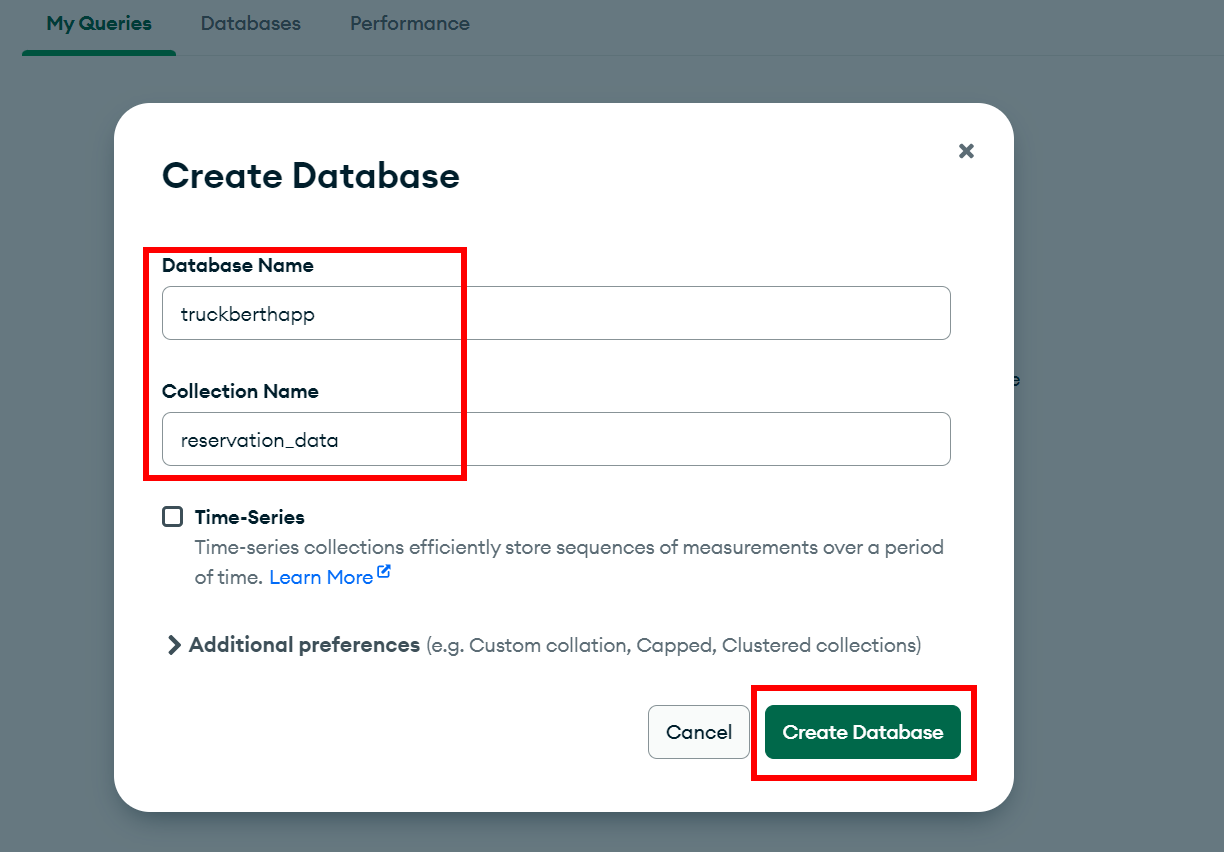 My Queries Databases Performance
Create Database
Database Name
truckberthapp
Collection Name
reservation_data
Time-Series
Time-series collections efficiently store sequences of measurements over a period
of time. Learn More
Additional preferences (e.g. Custom collation, Capped, Clustered collections)
Cancel Create Database